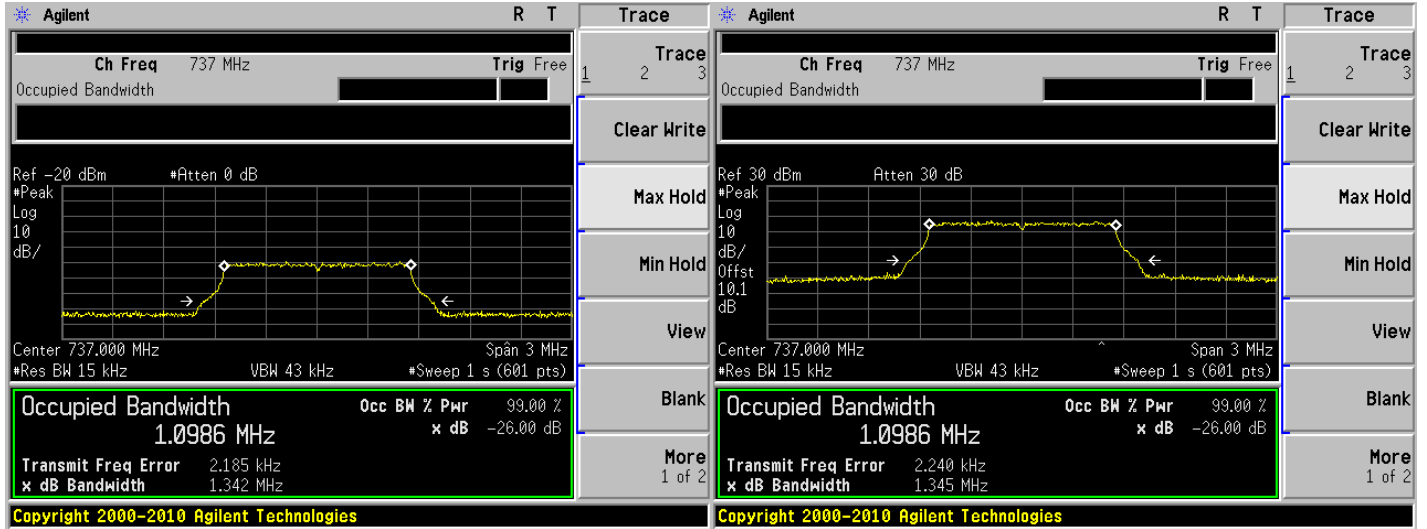 Agilent R T Trace
Ch Freq 737 MHz Trig Free
Occupied Bandwidth
Trace
1 2 3
Clear Write
Max Hold
Min Hold
View
Blank
More
1 of 2
Ref -20 dBm #Atten 0 dB
#Peak
Log
10
dB/
Center 737.000 MHz Span 3 MHz
#Res BW 15 kHz VBW 43 kHz #Sweep 1 s (601 pts)
Occupied Bandwidth Occ BW % Pwr 99.00 %
1.0986 MHz x dB -26.00 dB
Transmit Freq Error 2.185 kHz
x dB Bandwidth 1.342 MHz
Copyright 2000-2010 Agilent Technologies
Agilent R T Trace
Ch Freq 737 MHz Trig Free
Occupied Bandwidth
Trace
1 2 3
Clear Write
Max Hold
Min Hold
View
Blank
More
1 of 2
Ref 30 dBm Atten 30 dB
#Peak
Log
10
dB/
Offst
10.1
dB
Center 737.000 MHz Span 3 MHz
#Res BW 15 kHz VBW 43 kHz #Sweep 1 s (601 pts)
Occupied Bandwidth Occ BW % Pwr 99.00 %
1.0986 MHz x dB -26.00 dB
Transmit Freq Error 2.240 kHz
x dB Bandwidth 1.345 MHz
Copyright 2000-2010 Agilent Technologies